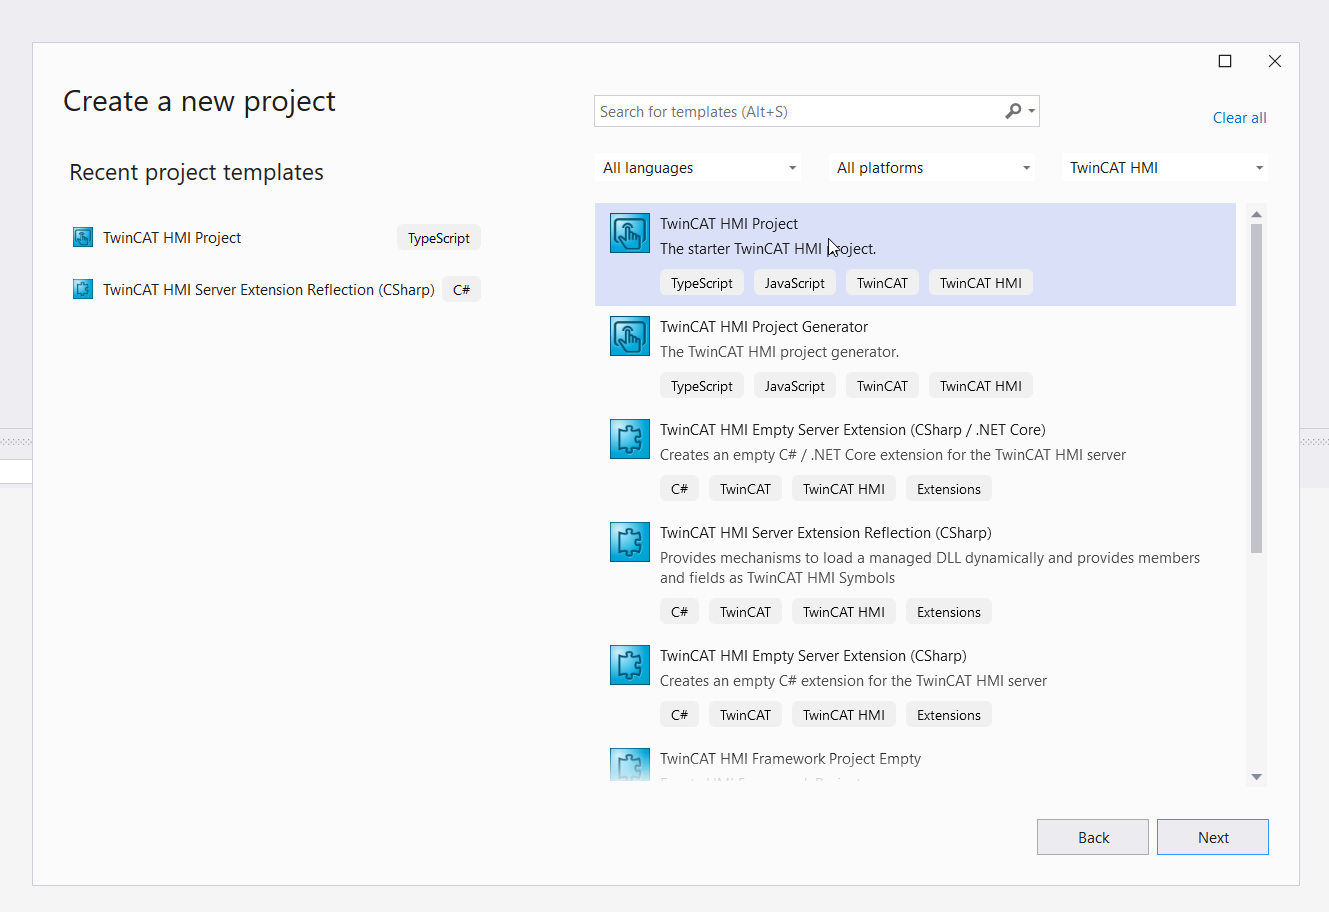 Create a new project
Search for templates (Alt+S)
Clear all
Recent project templates
All languages
All platforms
TwinCAT HMI
TwinCAT HMI Project
TypeScript
TwinCAT HMI Server Extension Reflection (CSharp)
C#
TwinCAT HMI Project
The starter TwinCAT HMI Project.
TypeScript JavaScript TwinCAT TwinCAT HMI
TwinCAT HMI Project Generator
The TwinCAT HMI project generator.
TypeScript JavaScript TwinCAT TwinCAT HMI
TwinCAT HMI Empty Server Extension (CSharp / .NET Core)
Creates an empty C# / .NET Core extension for the TwinCAT HMI server
C# TwinCAT TwinCAT HMI Extensions
TwinCAT HMI Server Extension Reflection (CSharp)
Provides mechanisms to load a managed DLL dynamically and provides members
and fields as TwinCAT HMI Symbols
C# TwinCAT TwinCAT HMI Extensions
TwinCAT HMI Empty Server Extension (CSharp)
Creates an empty C# extension for the TwinCAT HMI server
C# TwinCAT TwinCAT HMI Extensions
TwinCAT HMI Framework Project Empty
Back
Next